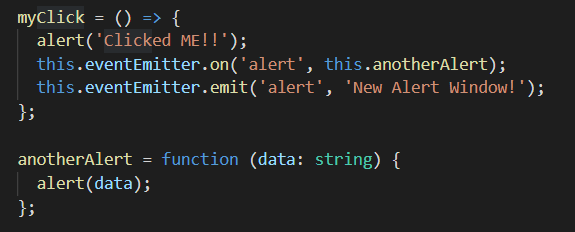 myClick = () => {
  alert('Clicked ME!!');
  this.eventEmitter.on('alert', this.anotherAlert);
  this.eventEmitter.emit('alert', 'New Alert Window!');
};

anotherAlert = function (data: string) {
  alert(data);
};